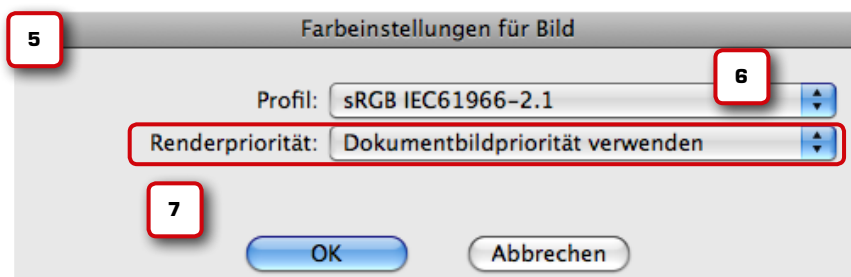 5
Farbeinstellungen für Bild
6
Profil: sRGB IEC61966-2.1
Renderpriorität: Dokumentbildpriorität verwenden
7
OK Abbrechen